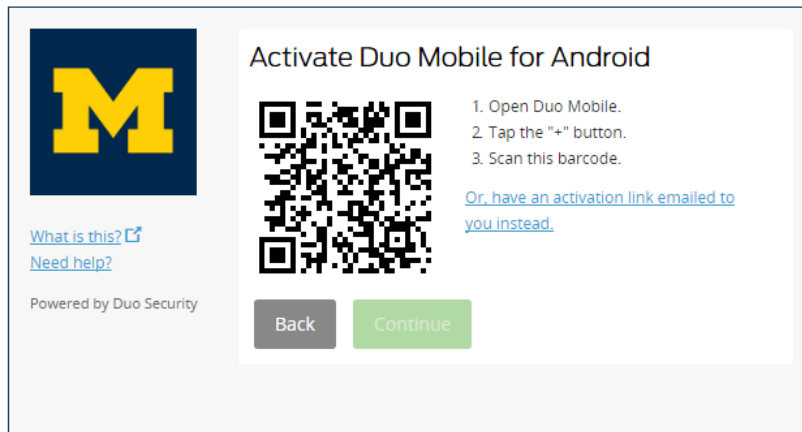 M
What is this?
Need help?
Powered by Duo Security
Activate Duo Mobile for Android
1. Open Duo Mobile.
2. Tap the "+" button.
3. Scan this barcode.
Or, have an activation link emailed to
you instead.
Back
Continue